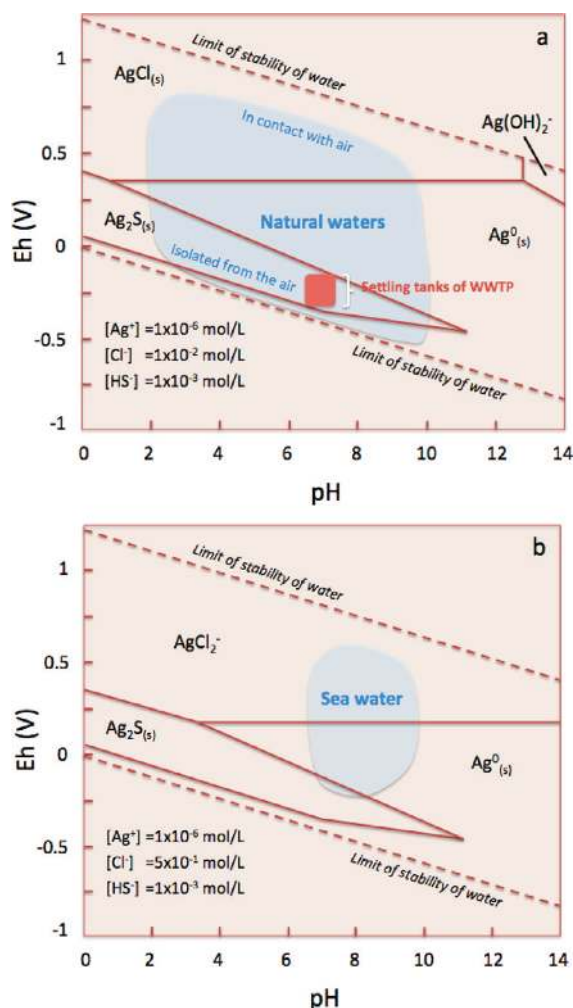 a
Limit of stability of water
AgCl(s)
Ag(OH)2-
In contact with air
Natural waters
Ag2S(s)
Ag0(s)
Isolated from the air
Settling tanks of WWTP
[Ag+] =1x10-6 mol/L
[Cl-] =1x10-2 mol/L
[HS-] =1x10-3 mol/L
Limit of stability of water
Eh (V)
1
0.5
0
-0.5
-1
0 2 4 6 8 10 12 14
pH
b
Limit of stability of water
AgCl2-
Sea water
Ag2S(s)
Ag0(s)
[Ag+] =1x10-6 mol/L
[Cl-] =5x10-1 mol/L
[HS-] =1x10-3 mol/L
Limit of stability of water
Eh (V)
1
0.5
0
-0.5
-1
0 2 4 6 8 10 12 14
pH